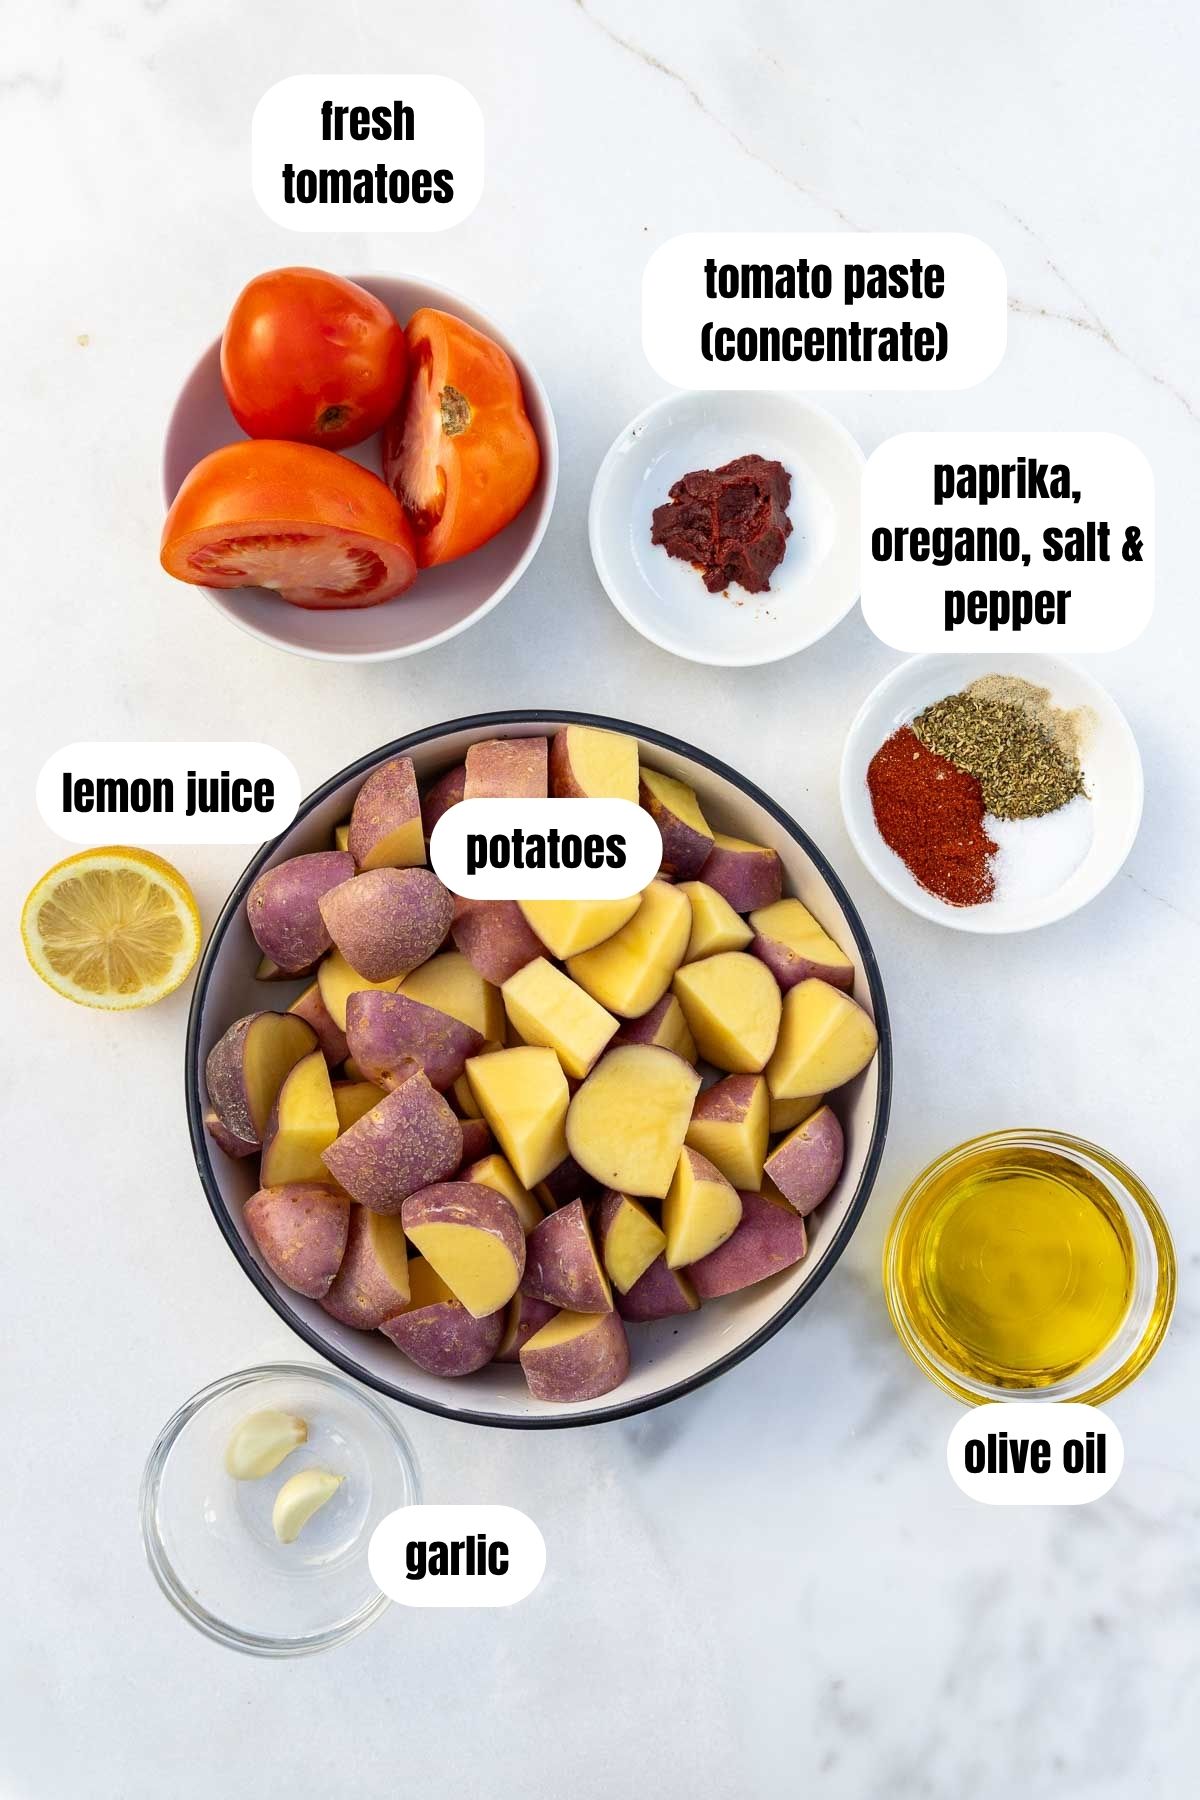 fresh
tomatoes
tomato paste
(concentrate)
paprika,
oregano, salt &
pepper
lemon juice
potatoes
olive oil
garlic